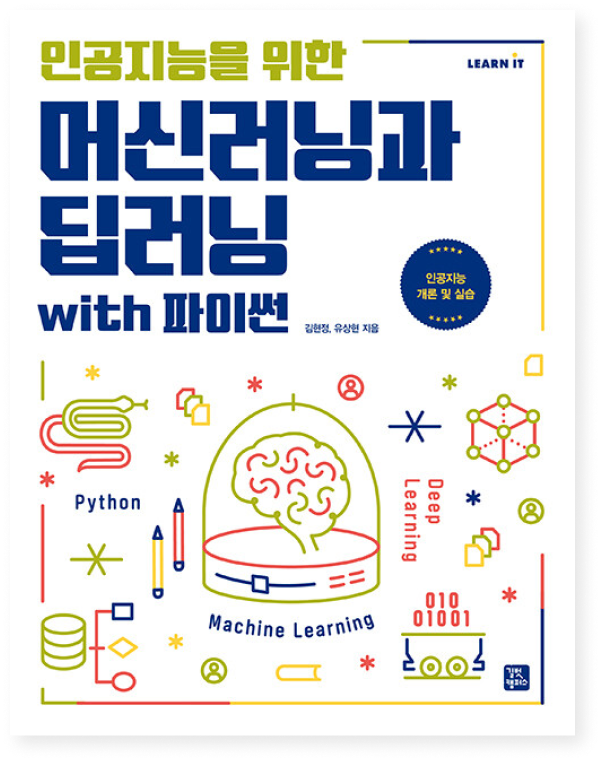 인공지능을 위한
LEARN IT
머신러닝과
딥러닝
with 파이썬
김현정, 유상현 지음
인공지능
개론 및 실습
Python
Deep
Learning
Machine Learning
010
01001
길벗
캠퍼스